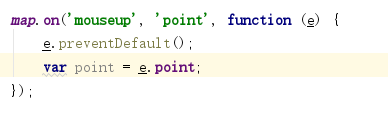 map.on('mouseup', 'point', function (e) {
    e.preventDefault();
    var point = e.point;
});